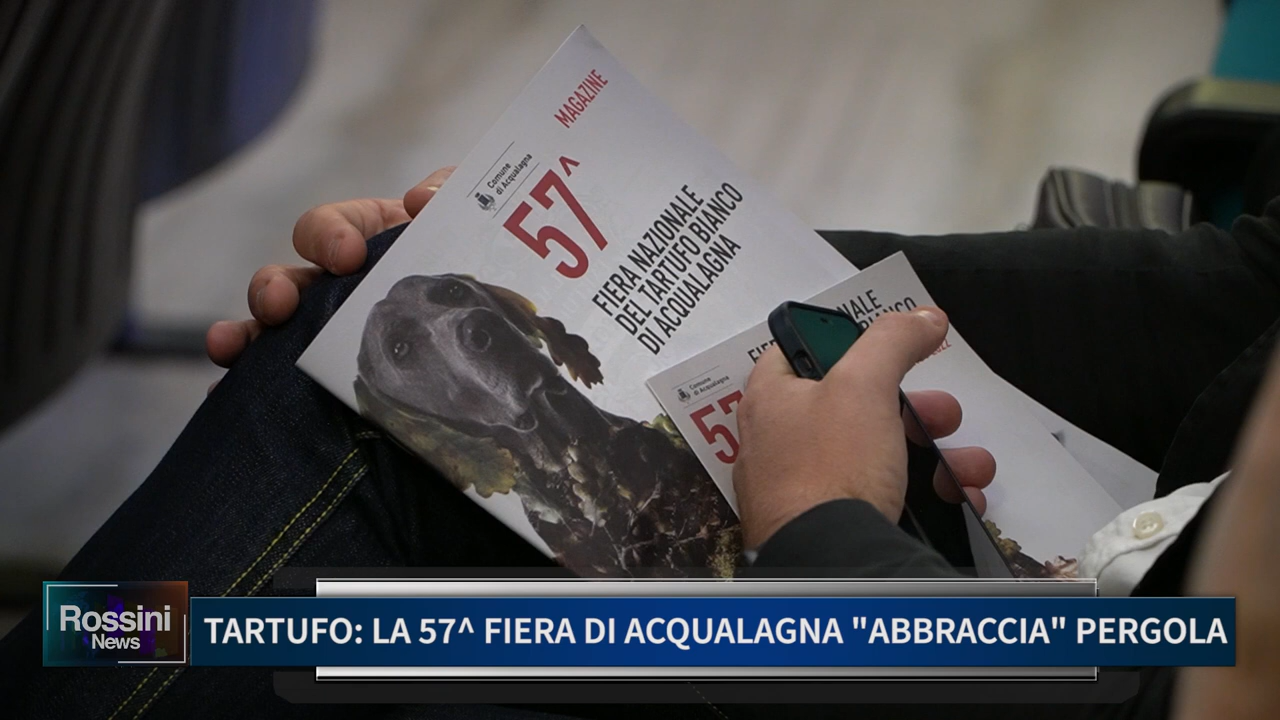 MAGAZINE
Comune
di Acqualagna
57^
FIERA NAZIONALE
DEL TARTUFO BIANCO
DI ACQUALAGNA
Comune
di Acqualagna
57
Rossini
News
TARTUFO: LA 57^ FIERA DI ACQUALAGNA "ABBRACCIA" PERGOLA